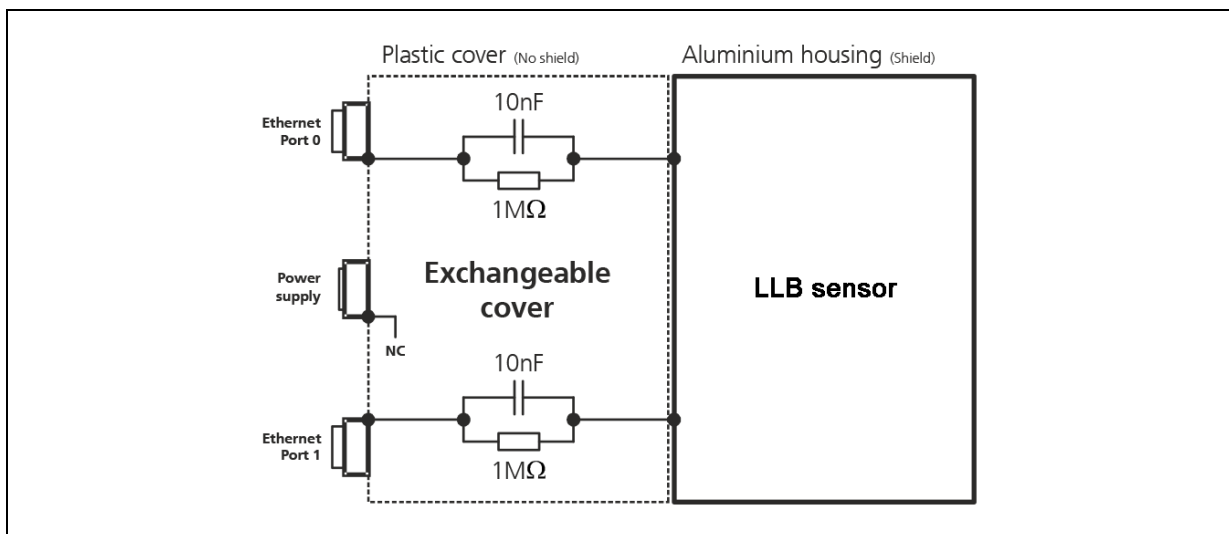 Plastic cover (No shield)
Aluminium housing (Shield)
10nF
Ethernet
Port 0
1MΩ
Power
supply
Exchangeable
cover
LLB sensor
NC
10nF
Ethernet
Port 1
1MΩ